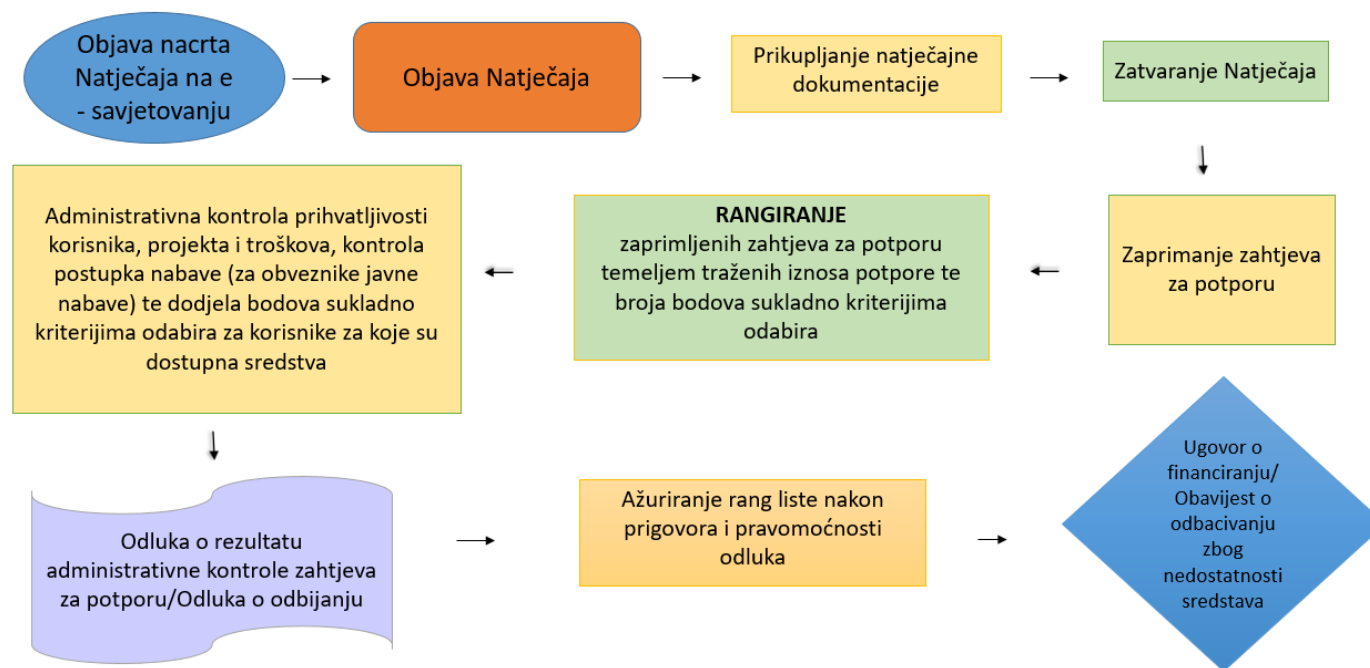 Objava nacrta
Natječaja na e
- savjetovanju
Objava Natječaja
Prikupljanje natječajne
dokumentacije
Zatvaranje Natječaja
Zaprimanje zahtjeva
za potporu
RANGIRANJE
zaprimljenih zahtjeva za potporu
temeljem traženih iznosa potpore te
broja bodova sukladno kriterijima
odabira
Administrativna kontrola prihvatljivosti
korisnika, projekta i troškova, kontrola
postupka nabave (za obveznike javne
nabave) te dodjela bodova sukladno
kriterijima odabira za korisnike za koje su
dostupna sredstva
Odluka o rezultatu
administrativne kontrole zahtjeva
za potporu/Odluka o odbijanju
Ažuriranje rang liste nakon
prigovora i pravomoćnosti
odluka
Ugovor o
financiranju/
Obavijest o
odbacivanju
zbog
nedostatnosti
sredstava